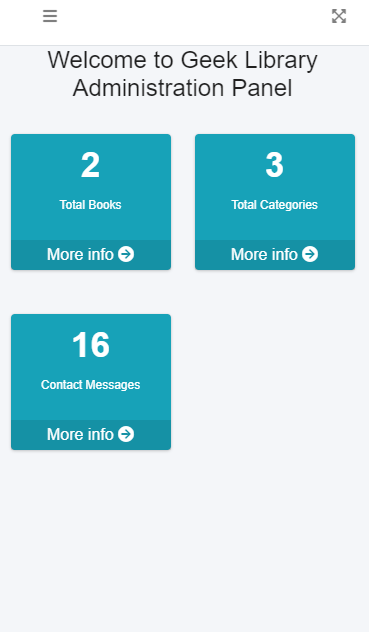 Welcome to Geek Library
Administration Panel
2
Total Books
More info
3
Total Categories
More info
16
Contact Messages
More info